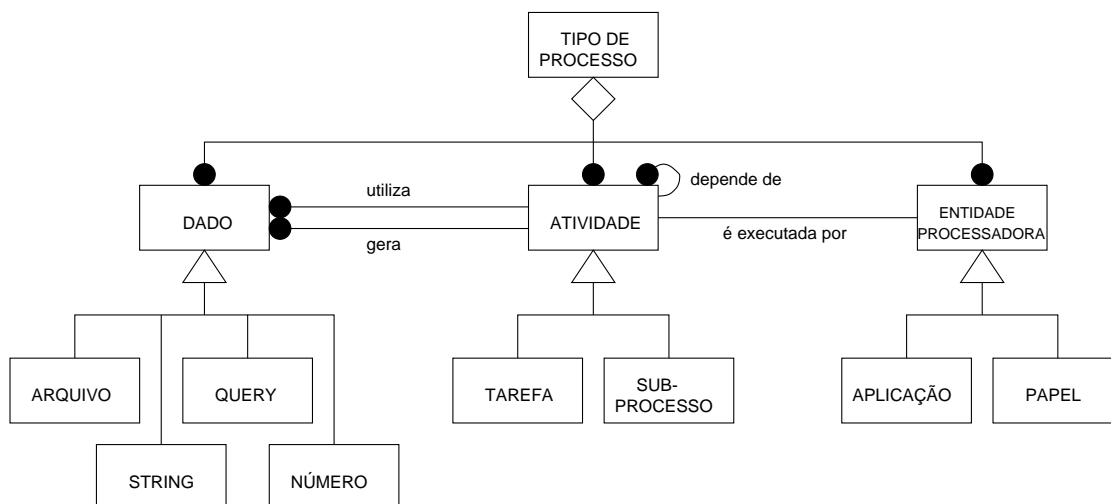 TIPO DE
PROCESSO
depende de
utiliza
DADO
ATIVIDADE
ENTIDADE
PROCESSADORA
gera
é executada por
ARQUIVO
QUERY
TAREFA
SUB-
PROCESSO
APLICAÇÃO
PAPEL
STRING
NÚMERO